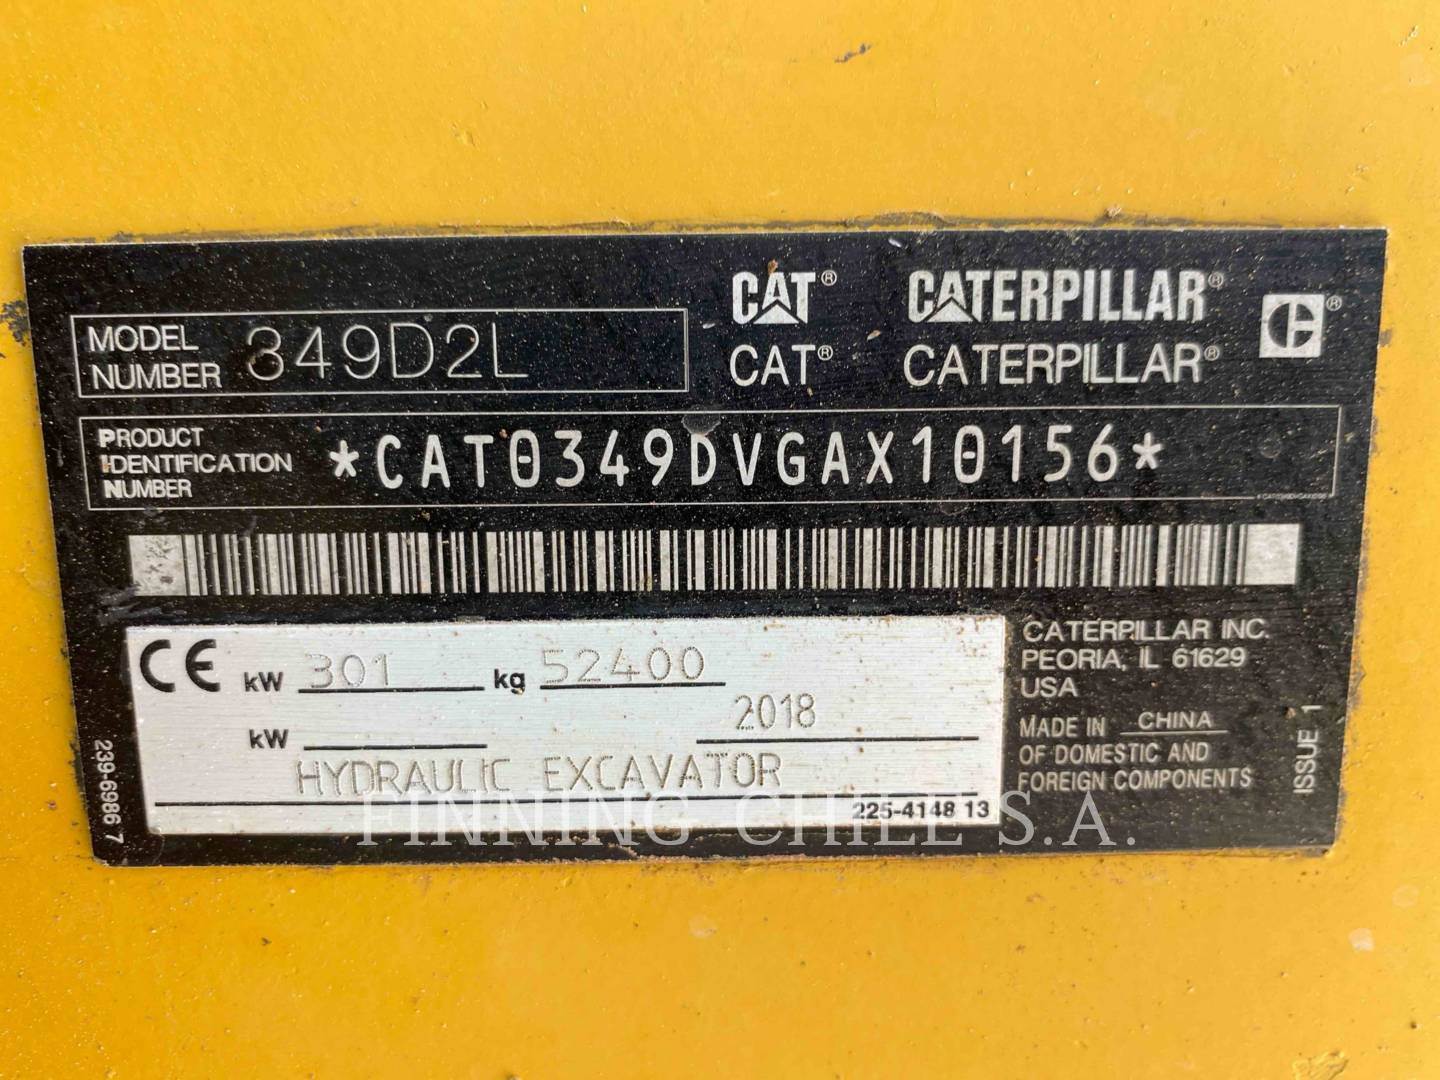 CAT® CATERPILLAR® ®
CAT® CATERPILLAR®
MODEL NUMBER 349D2L
PRODUCT IDENTIFICATION NUMBER *CAT0349DVGAX10156*
CE kW 301 kg 52400
2018
kW
HYDRAULIC EXCAVATOR
225-4148 13
239-6986 7
CATERPILLAR INC.
PEORIA, IL 61629
USA
MADE IN CHINA
OF DOMESTIC AND
FOREIGN COMPONENTS
ISSUE 1
FINNING CHILE S.A.